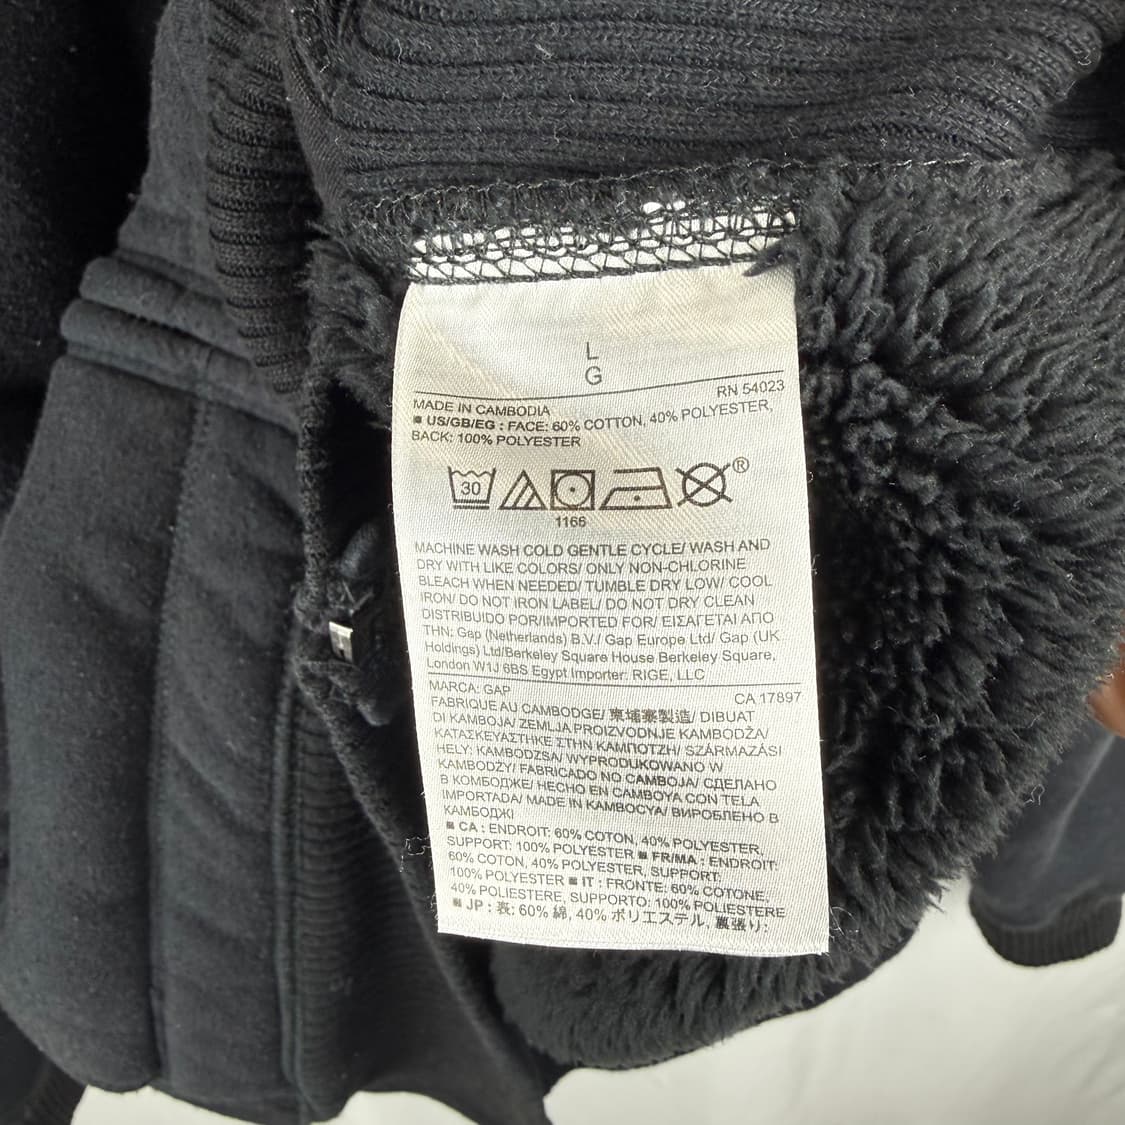 L
G
RN 54023
MADE IN CAMBODIA
■ US/GB/EG : FACE: 60% COTTON, 40% POLYESTER,
BACK: 100% POLYESTER
30
®
1166
MACHINE WASH COLD GENTLE CYCLE/ WASH AND
DRY WITH LIKE COLORS/ ONLY NON-CHLORINE
BLEACH WHEN NEEDED/ TUMBLE DRY LOW/ COOL
IRON/ DO NOT IRON LABEL/ DO NOT DRY CLEAN
DISTRIBUIDO POR/IMPORTED FOR/ ΕΙΣΑΓΕΤΑΙ ΑΠΟ
ΤΗΝ: Gap (Netherlands) B.V./ Gap Europe Ltd/ Gap (UK
Holdings) Ltd/Berkeley Square House Berkeley Square,
London W1J 6BS Egypt Importer: RIGE, LLC
MARCA: GAP
CA 17897
FABRIQUE AU CAMBODGE/ 柬埔寨製造/ DIBUAT
DI KAMBOJA/ ZEMLJA PROIZVODNJE KAMBODŽA/
ΚΑΤΑΣΚΕΥΑΣΤΗΚΕ ΣΤΗΝ ΚΑΜΠΟΤΖΗ/ SZÁRMAZÁSI
HELY: KAMBODZSA/ WYPRODUKOWANO W
KAMBODŻY/ FABRICADO NO CAMBOJA/ СДЕЛАНО
В КОМБОДЖЕ/ HECHO EN CAMBOYA CON TELA
IMPORTADA/ MADE IN KAMBOCYA/ ВИРОБЛЕНО В
КАМБОДЖІ
■ CA : ENDROIT: 60% COTON, 40% POLYESTER,
SUPPORT: 100% POLYESTER ■ FR/MA : ENDROIT:
60% COTON, 40% POLYESTER, SUPPORT:
100% POLYESTER ■ IT : FRONTE: 60% COTONE,
40% POLIESTERE, SUPPORTO: 100% POLIESTERE
■ JP : 表: 60% 綿, 40% ポリエステル, 裏張り: